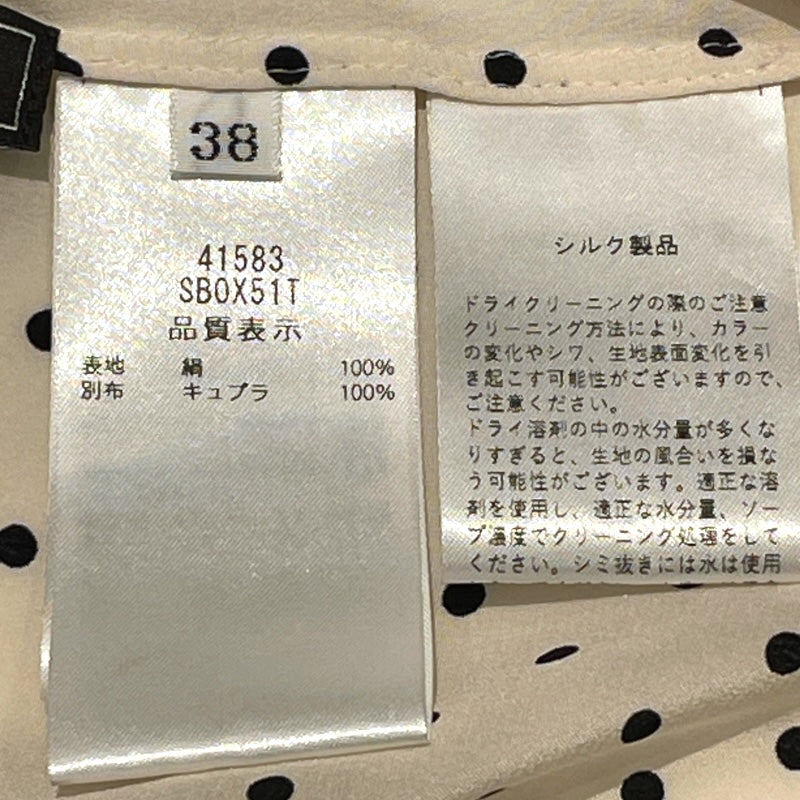 38
41583
SBOX51T
品質表示
表地 絹 100%
別布 キュプラ 100%
シルク製品
ドライクリーニングの際のご注意
クリーニング方法により、カラー
の変化やシワ、生地表面変化を引
き起こす可能性がございますので、
ご注意ください。
ドライ溶剤の中の水分量が多くな
りすぎると、生地の風合いを損な
う可能性がございます。適正な溶
剤を使用し、適正な水分量、ソー
プ濃度でクリーニング処理をして
ください。シミ抜きには水は使用